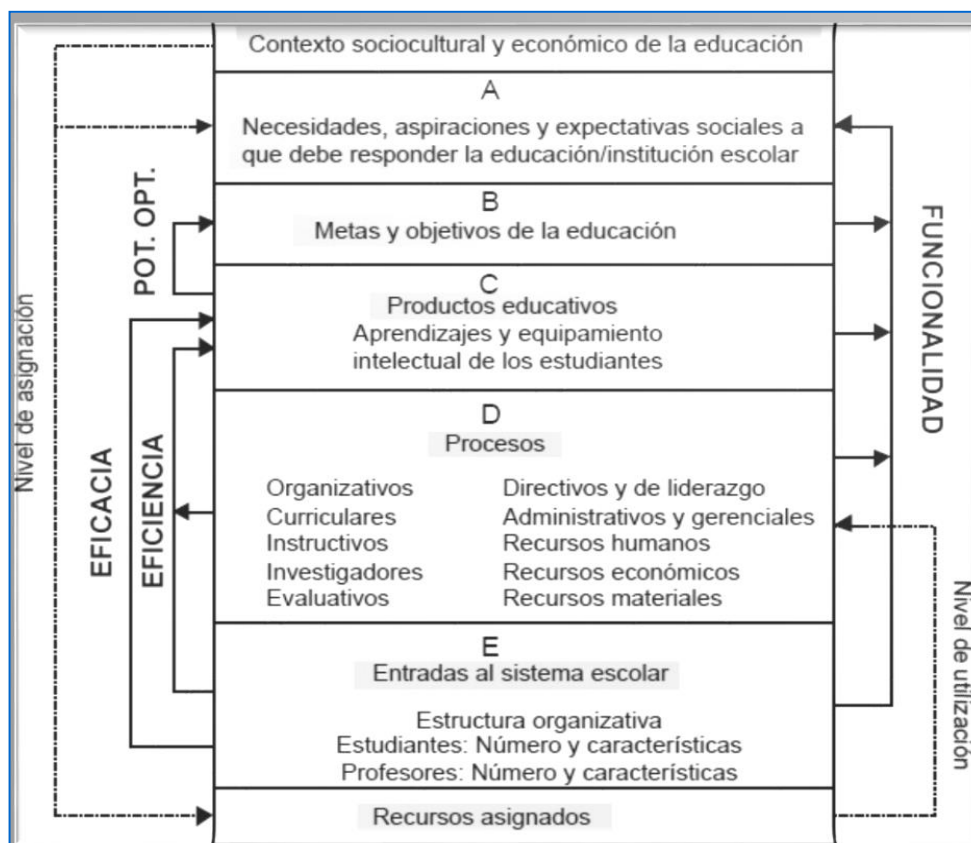 Contexto sociocultural y económico de la educación
A
Necesidades, aspiraciones y expectativas sociales a
que debe responder la educación/institución escolar
B
Metas y objetivos de la educación
C
Productos educativos
Aprendizajes y equipamiento
intelectual de los estudiantes
D
Procesos
Organizativos
Directivos y de liderazgo
Curriculares
Administrativos y gerenciales
Instructivos
Recursos humanos
Investigadores
Recursos económicos
Evaluativos
Recursos materiales
E
Entradas al sistema escolar
Estructura organizativa
Estudiantes: Número y características
Profesores: Número y características
Recursos asignados
Nivel de asignación
POT. OPT.
EFICACIA
EFICIENCIA
FUNCIONALIDAD
Nivel de utilización